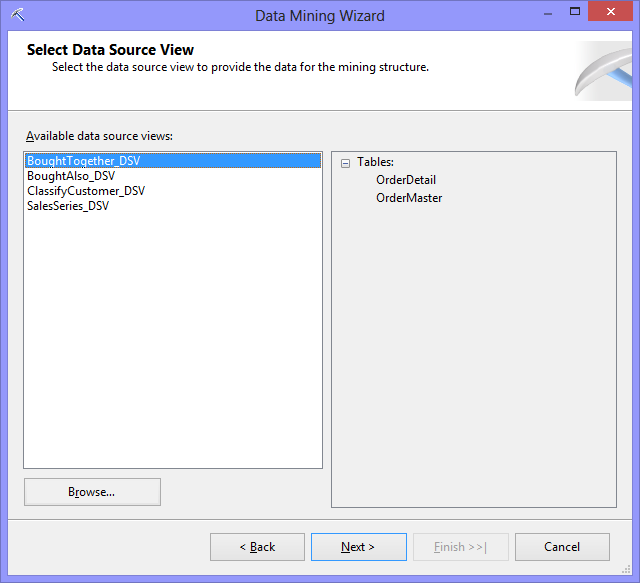 Data Mining Wizard
Select Data Source View
Select the data source view to provide the data for the mining structure.
Available data source views:
BoughtTogether_DSV
BoughtAlso_DSV
ClassifyCustomer_DSV
SalesSeries_DSV
Tables:
OrderDetail
OrderMaster
Browse...
< Back
Next >
Finish >>|
Cancel